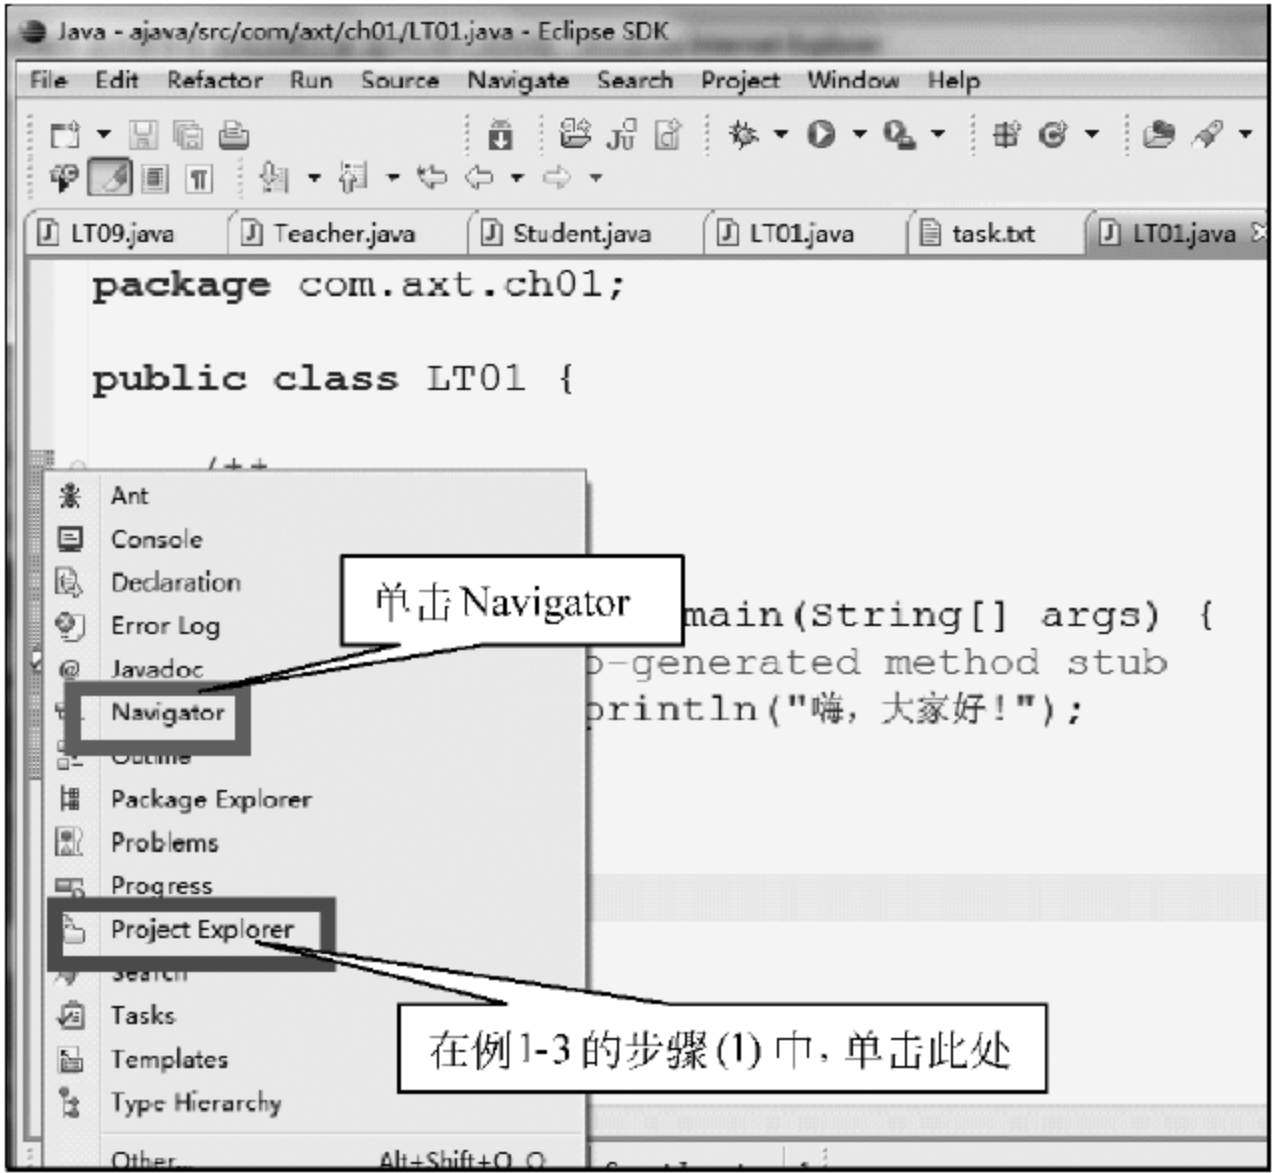 Java - ajava/src/com/axt/ch01/LT01.java - Eclipse SDK
File Edit Refactor Run Source Navigate Search Project Window Help
LT09.java Teacher.java Student.java LT01.java task.txt LT01.java
package com.axt.ch01;
public class LT01 {
/**
Ant
Console
Declaration
单击Navigator
Error Log
main(String[] args) {
Javadoc
o-generated method stub
Navigator
println("嗨，大家好!");
Outline
Package Explorer
Problems
Progress
Project Explorer
Search
Tasks
在例1-3的步骤(1)中，单击此处
Templates
Type Hierarchy
Other... Alt+Shift+Q, Q